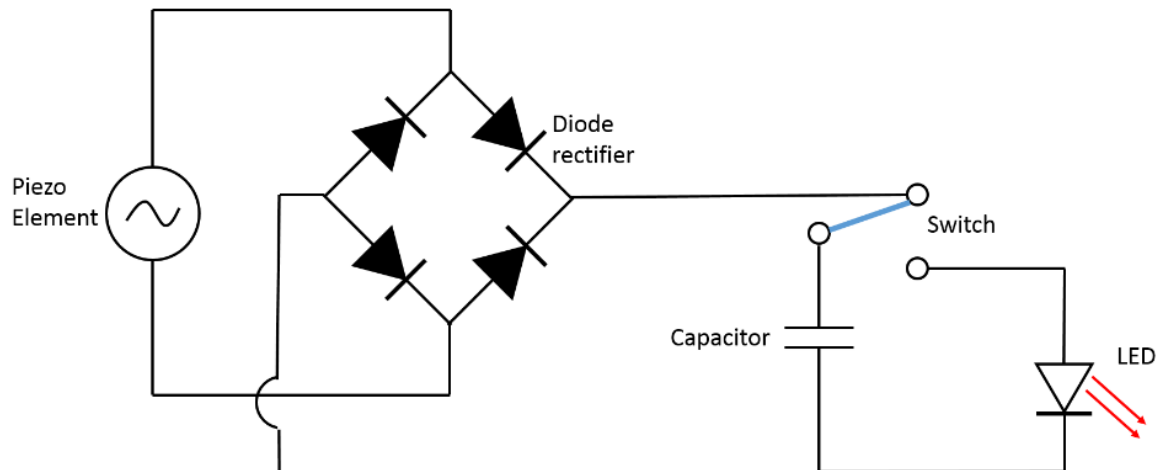 Diode
rectifier
Piezo
Element
Switch
Capacitor
LED